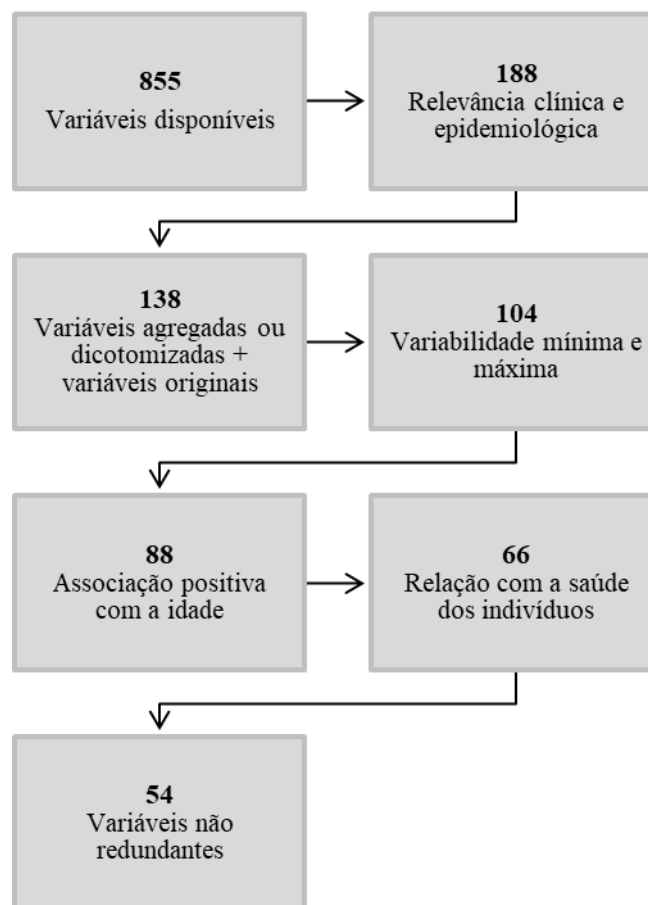 855
Variáveis disponíveis
188
Relevância clínica e
epidemiológica
138
Variáveis agregadas ou
dicotomizadas +
variáveis originais
104
Variabilidade mínima e
máxima
88
Associação positiva
com a idade
66
Relação com a saúde
dos indivíduos
54
Variáveis não
redundantes